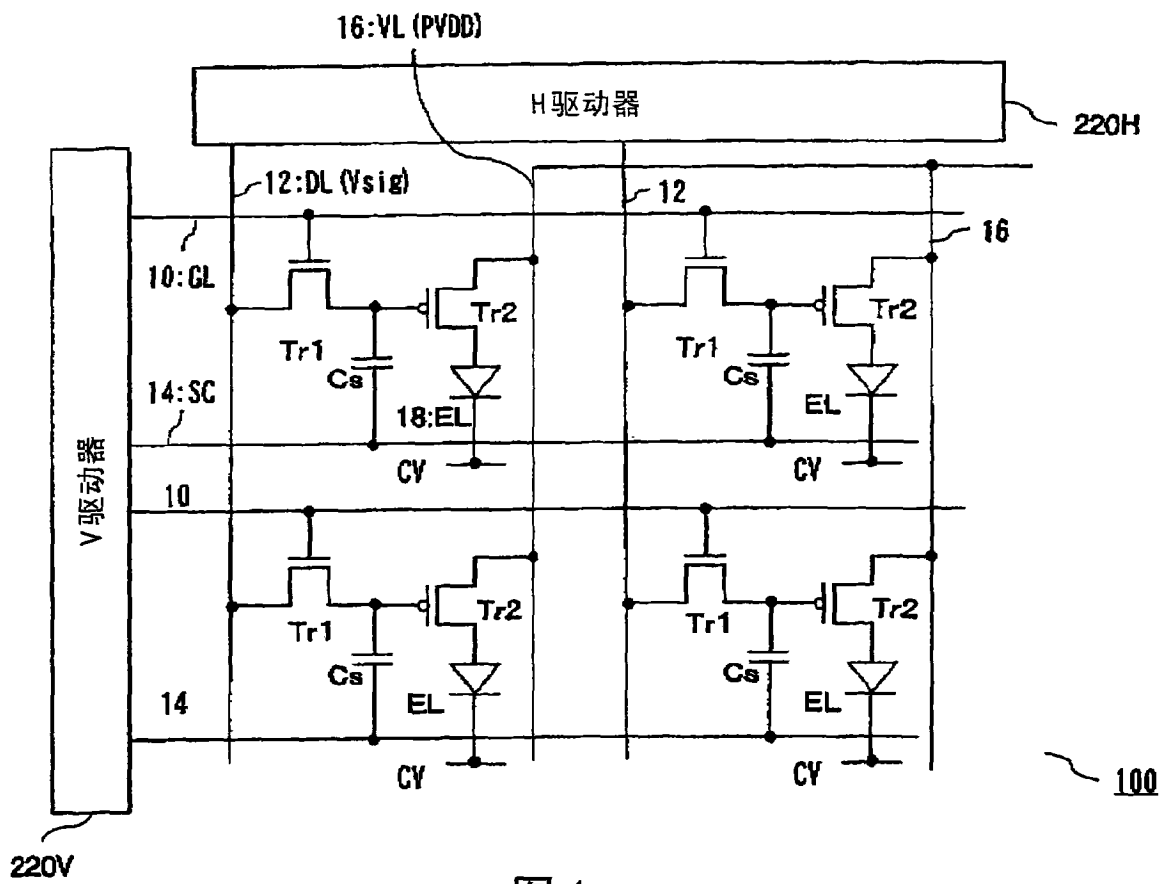 16:VL(PVDD)
H驱动器
220H
12:DL(Vsig)
12
16
10:GL
Tr1
Cs
Tr2
Tr1
Cs
Tr2
14:SC
18:EL
EL
CV
CV
V驱动器
10
Tr1
Cs
Tr2
Tr1
Cs
Tr2
14
EL
EL
CV
CV
100
220V